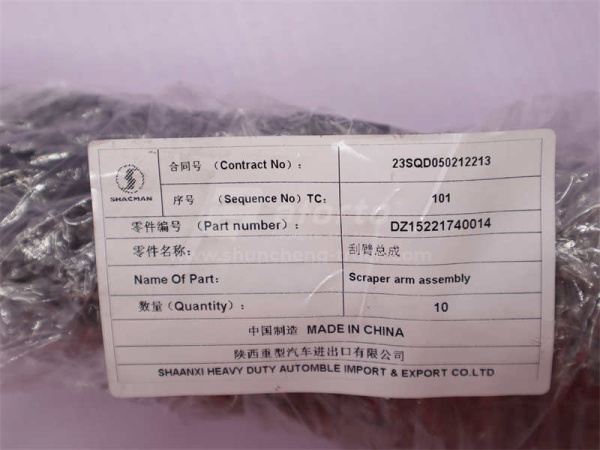 SHACMAN
合同号 (Contract No): 23SQD050212213
序号 (Sequence No) TC: 101
零件编号 (Part number): DZ15221740014
零件名称: 刮臂总成
Name Of Part: Scraper arm assembly
数量(Quantity): 10
中国制造 MADE IN CHINA
陕西重型汽车进出口有限公司
SHAANXI HEAVY DUTY AUTOMBLE IMPORT & EXPORT CO.LTD